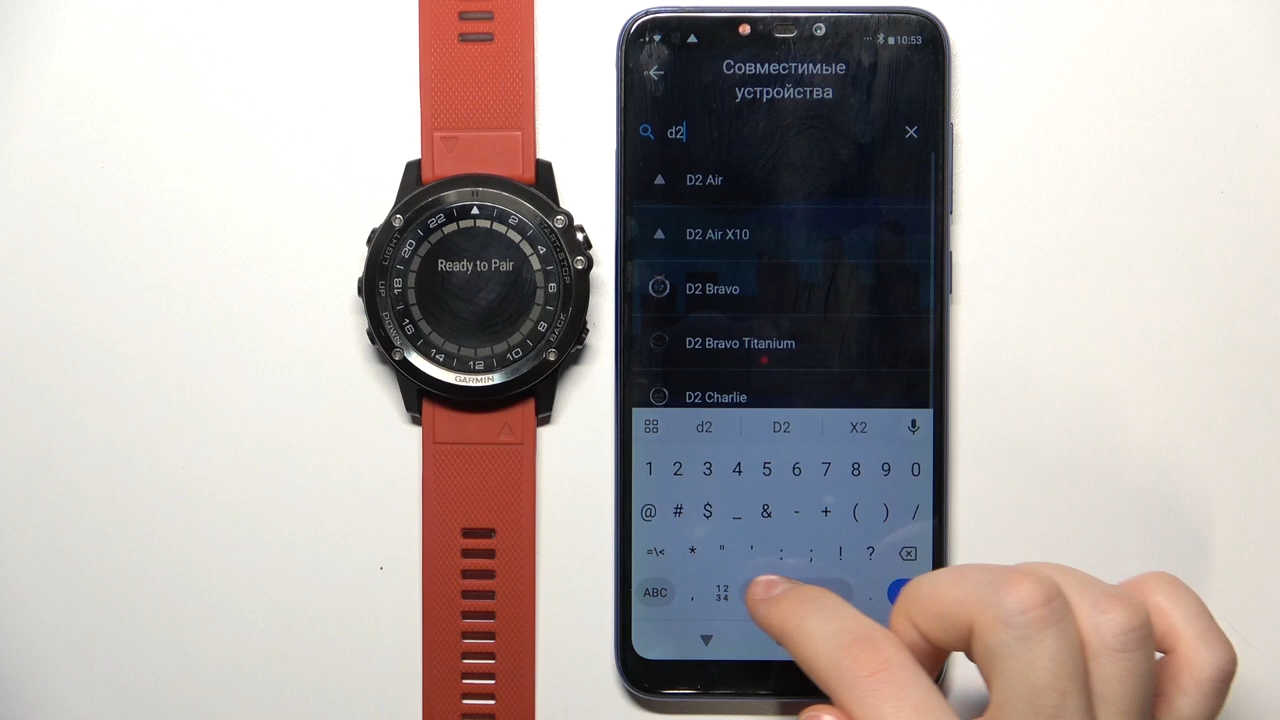 LIGHT
START·STOP
UP
DOWN
BACK
22
2
20
4
18
6
16
8
14
12
10
Ready to Pair
GARMIN
10:53
Совместимые
устройства
d2
D2 Air
D2 Air X10
D2 Bravo
D2 Bravo Titanium
D2 Charlie
d2 D2 X2
1 2 3 4 5 6 7 8 9 0
@ # $ _ & - + ( ) /
=\< * " ' : ; ! ?
ABC , 12 .
34